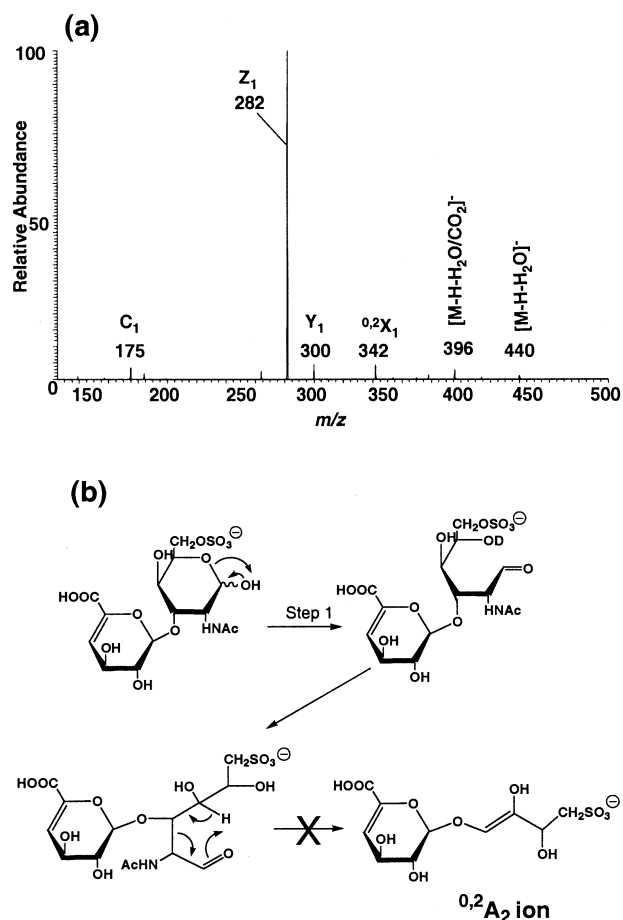 (a)
100
Z1
282
Relative Abundance
50
C1
175
Y1
300
0,2X1
342
[M-H-H2O/CO2]-
396
[M-H-H2O]-
440
0
150 200 250 300 350 400 450 500
m/z
(b)
CH2OSO3 ⊖
OH
O
OH
HOOC
O
O
HNAc
OH
OH
Step 1
CH2OSO3 ⊖
OH
OD
O
HOOC
O
O
HNAc
OH
OH
CH2SO3 ⊖
HO
OH
HOOC
O
O
H
OH
OH
AcHN
O
X
HOOC
O
O
OH
CH2SO3 ⊖
OH
OH
OH
0,2A2 ion